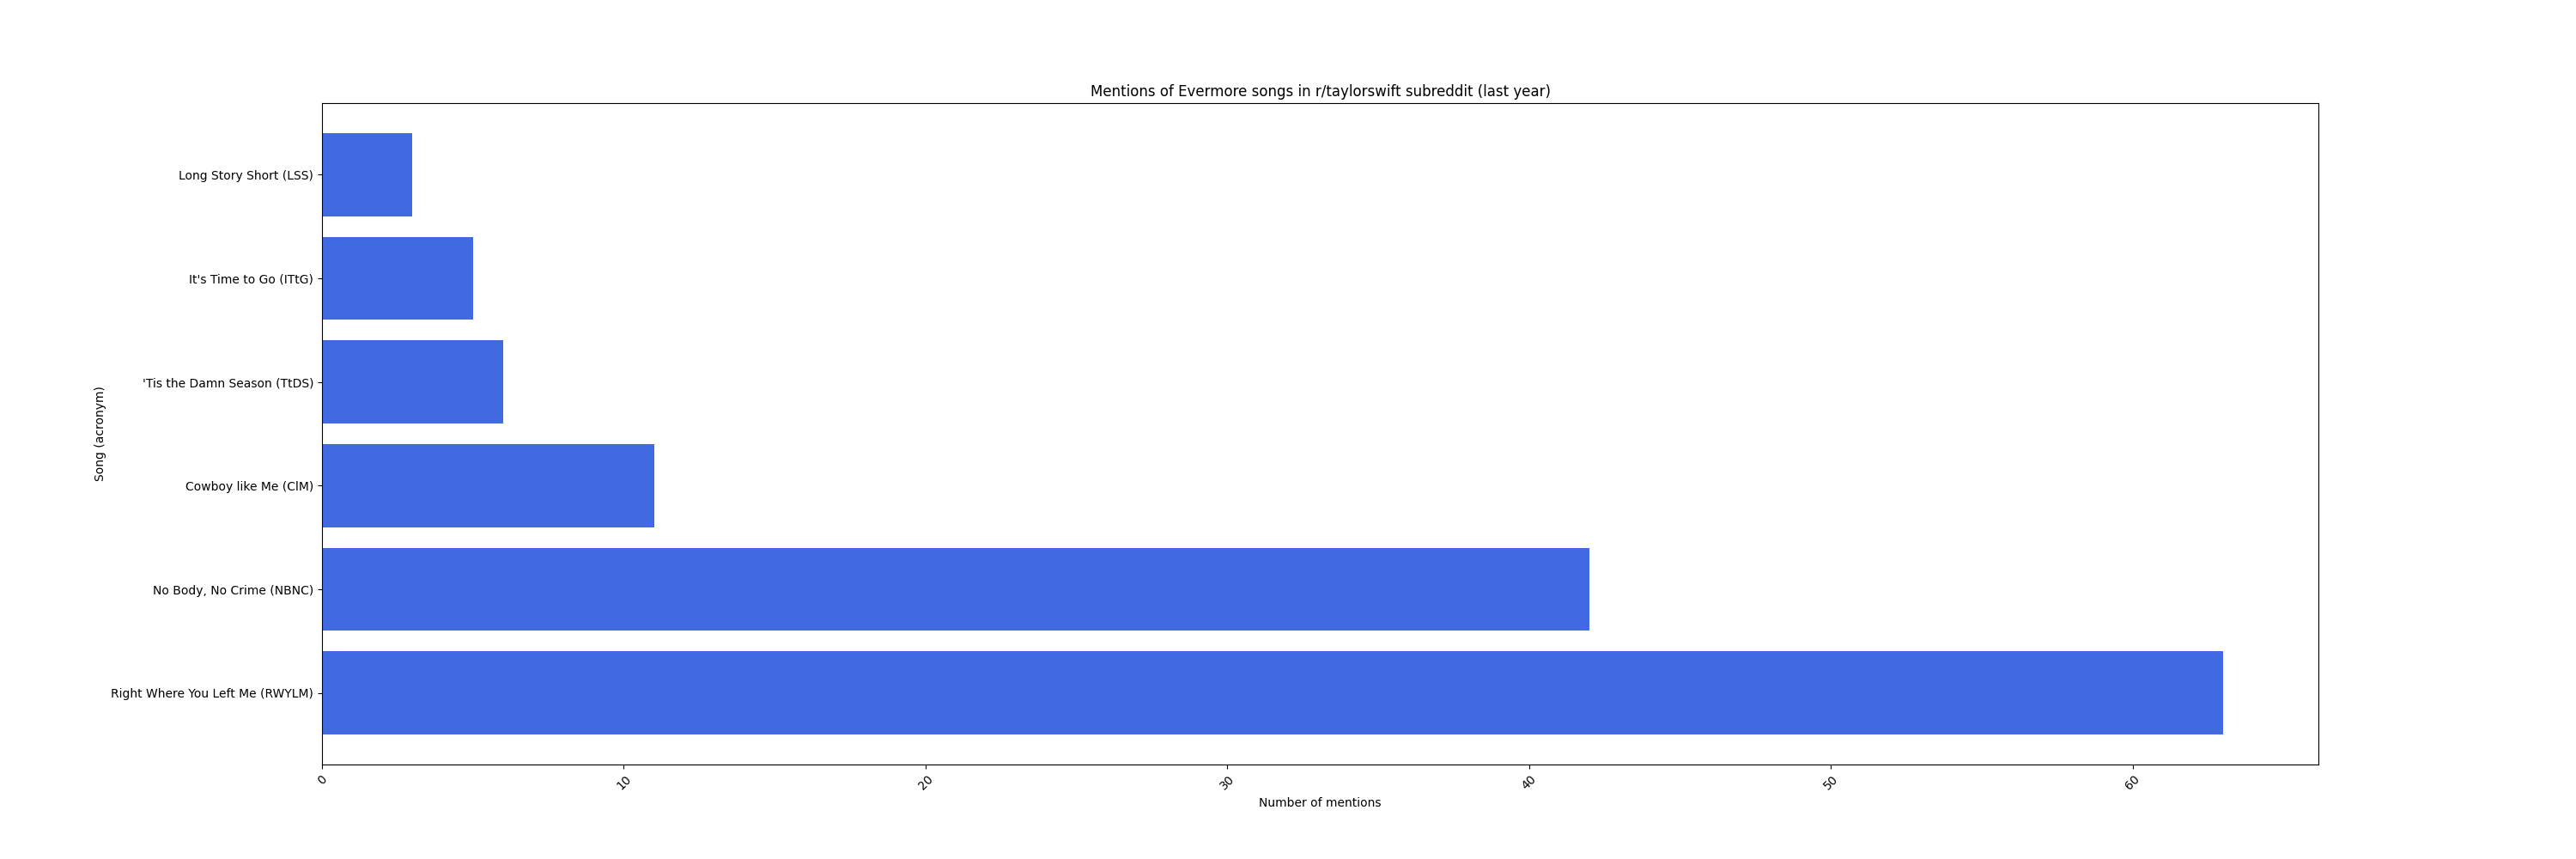 Mentions of Evermore songs in r/taylorswift subreddit (last year)
Song (acronym)
Long Story Short (LSS)
It's Time to Go (ITtG)
'Tis the Damn Season (TtDS)
Cowboy like Me (ClM)
No Body, No Crime (NBNC)
Right Where You Left Me (RWYLM)
0 10 20 30 40 50 60
Number of mentions